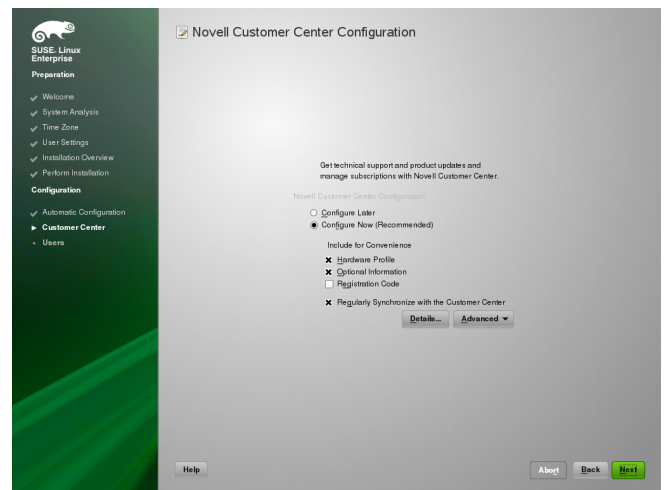 SUSE. Linux
Enterprise
Preparation
Welcome
System Analysis
Time Zone
User Settings
Installation Overview
Perform Installation
Configuration
Automatic Configuration
Customer Center
Users
Novell Customer Center Configuration
Get technical support and product updates and
manage subscriptions with Novell Customer Center.
Novell Customer Center Configuration
Configure Later
Configure Now (Recommended)
Include for Convenience
Hardware Profile
Optional Information
Registration Code
Regularly Synchronize with the Customer Center
Details... Advanced
Help Abort Back Next